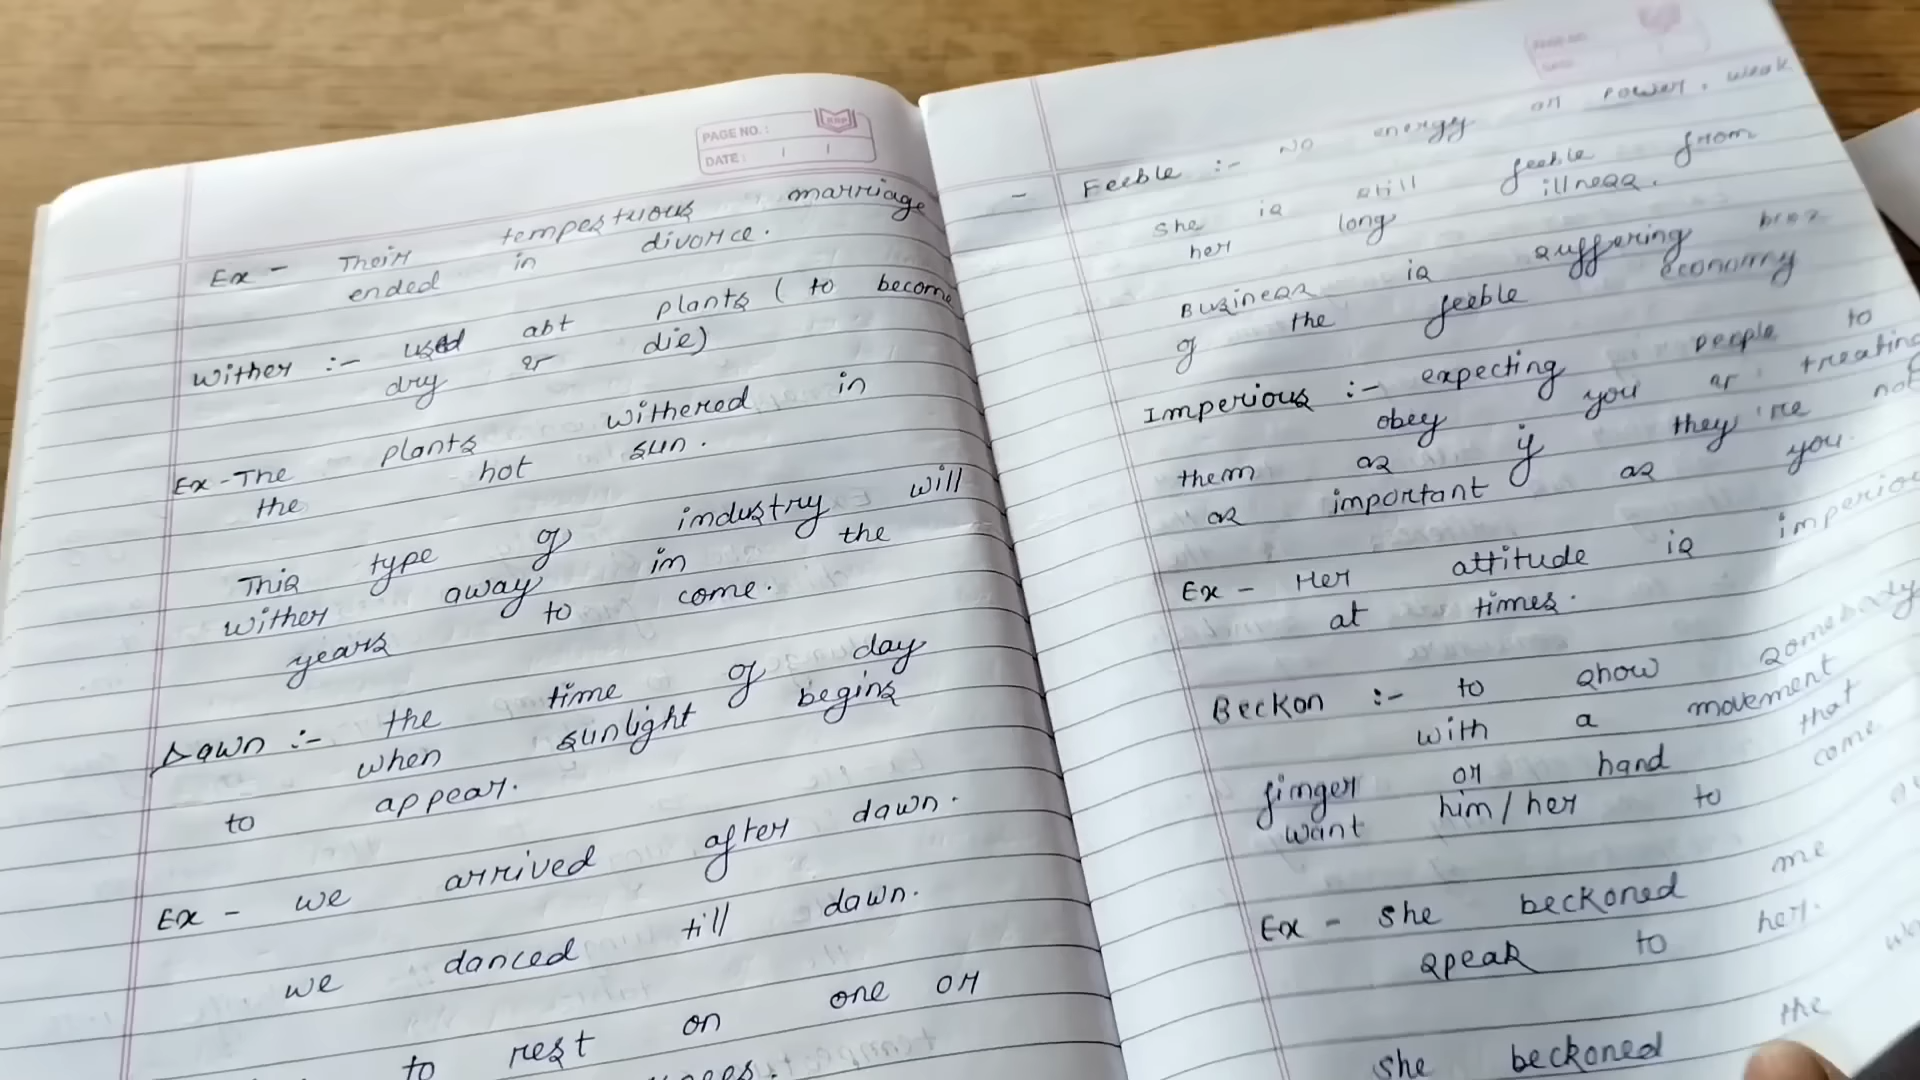 PAGE NO. :
DATE: / /
Ex - Their tempestuous marriage
ended in divorce.
Wither :- used abt plants ( to become
dry or die)
Ex - The plants withered in
the hot sun.
This type of industry will
wither away in the
years to come.
Dawn :- the time of day
when sunlight begins
to appear.
Ex - we arrived after dawn.
we danced till dawn.
to rest on one or
PAGE NO.
DATE
- Feeble :- No energy or power. weak
She is still feeble from
her long illness.
Business is suffering
of the feeble economy
Imperious :- expecting people to
obey you or treating
them as if they're not
as important as you.
Ex - Her attitude is imperiou
at times.
Beckon :- to show somebody
with a movement
finger or hand that
want him/her to come
Ex - She beckoned me
speak to her.
She beckoned the